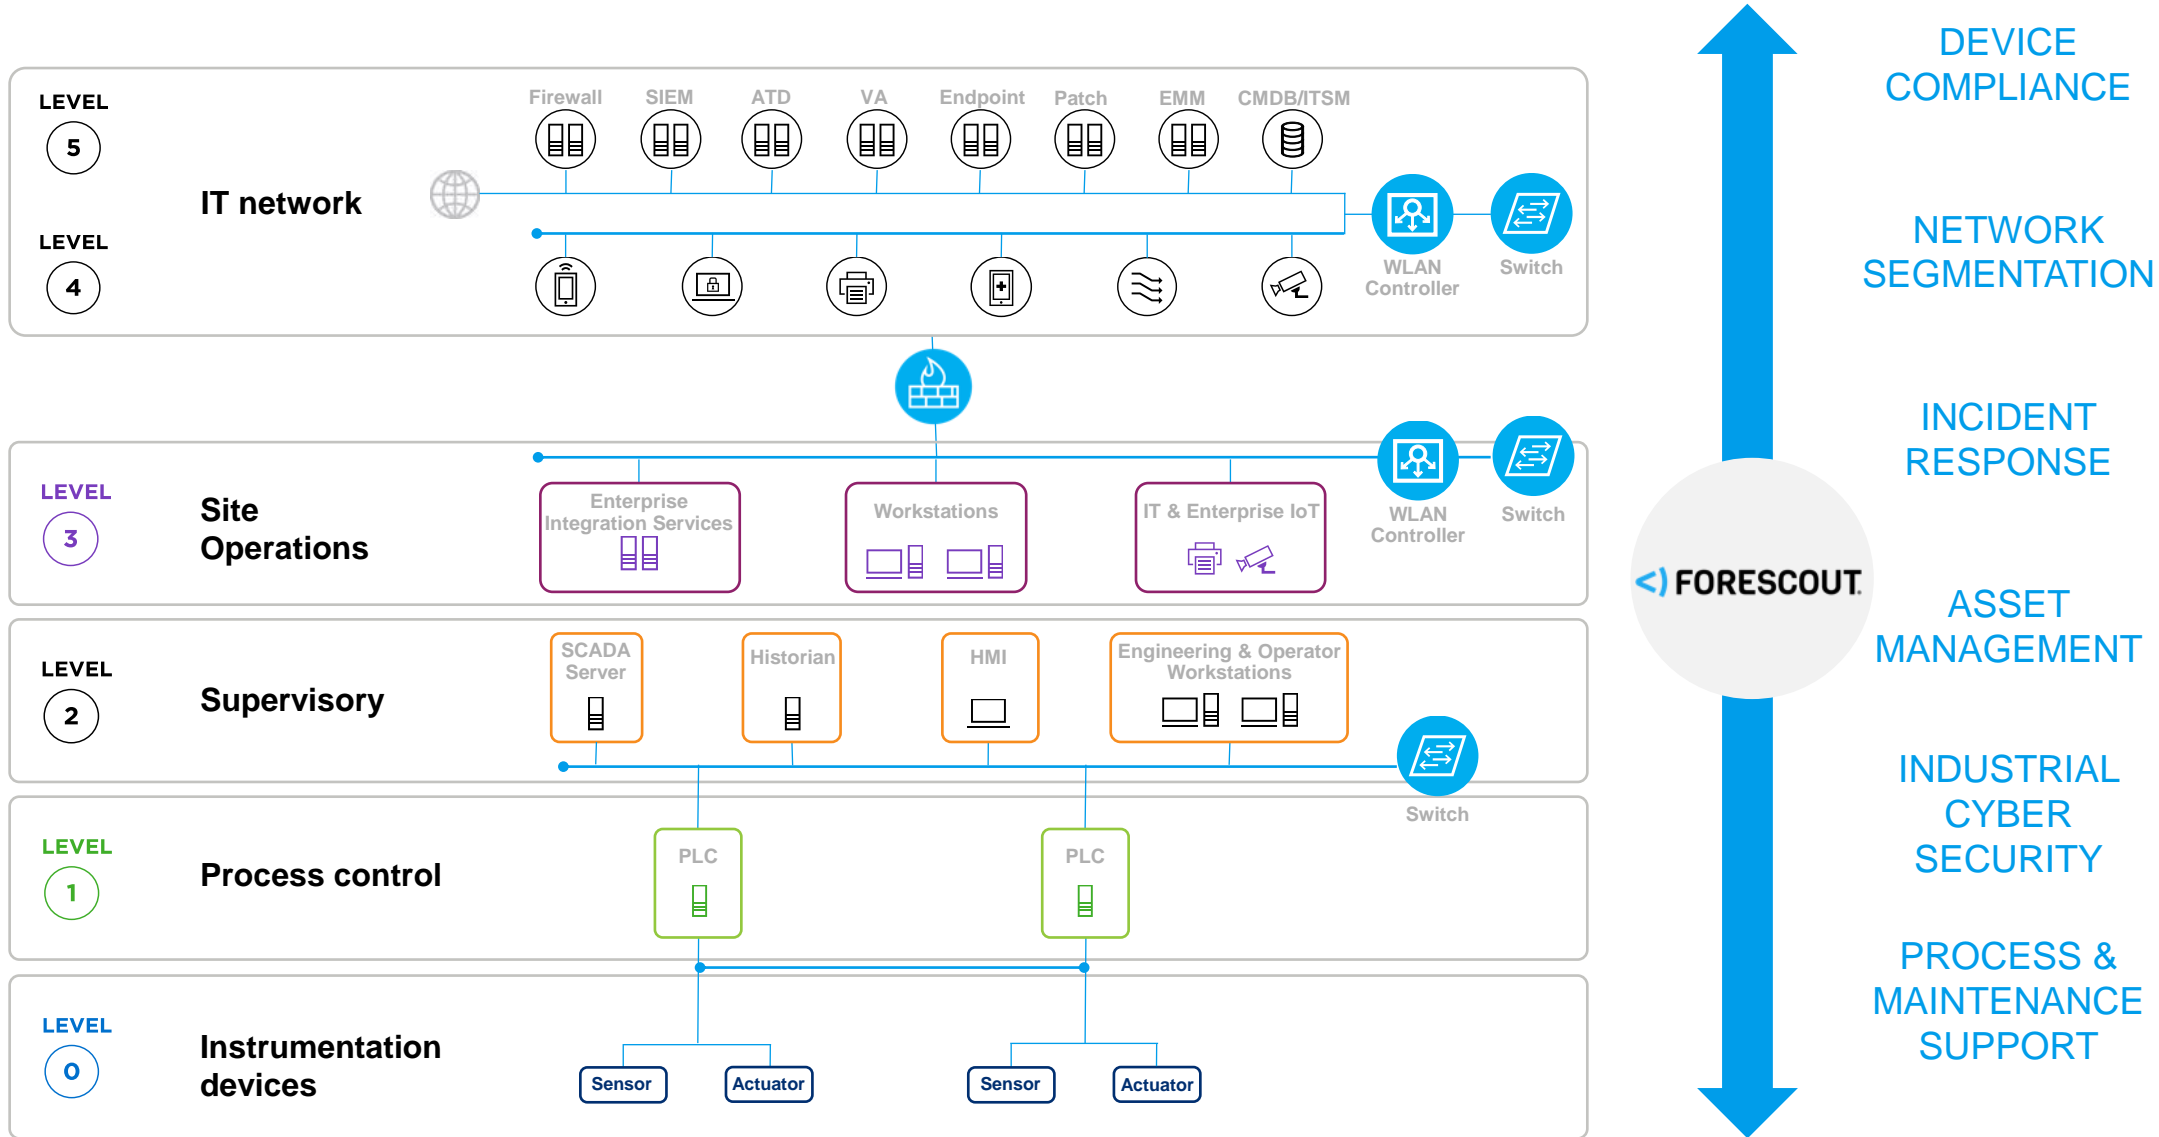 LEVEL
5
IT network
LEVEL
4
Firewall
SIEM
ATD
VA
Endpoint
Patch
EMM
CMDB/ITSM
WLAN
Controller
Switch
LEVEL
3
Site
Operations
Enterprise
Integration Services
Workstations
IT & Enterprise IoT
WLAN
Controller
Switch
LEVEL
2
Supervisory
SCADA
Server
Historian
HMI
Engineering & Operator
Workstations
Switch
LEVEL
1
Process control
PLC
PLC
LEVEL
0
Instrumentation
devices
Sensor
Actuator
Sensor
Actuator
FORESCOUT.
DEVICE
COMPLIANCE
NETWORK
SEGMENTATION
INCIDENT
RESPONSE
ASSET
MANAGEMENT
INDUSTRIAL
CYBER
SECURITY
PROCESS &
MAINTENANCE
SUPPORT